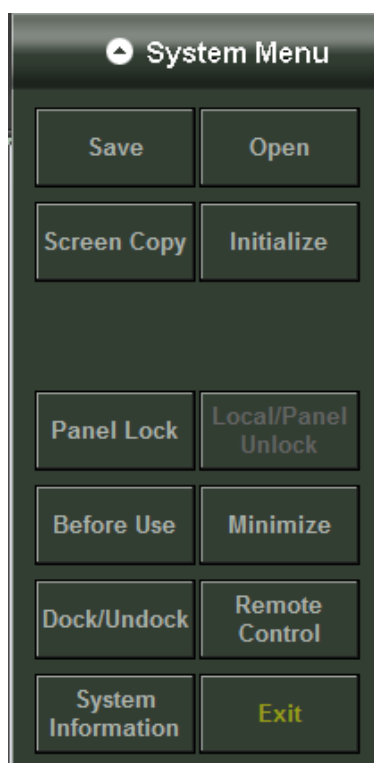 System Menu
Save
Open
Screen Copy
Initialize
Panel Lock
Local/Panel
Unlock
Before Use
Minimize
Dock/Undock
Remote
Control
System
Information
Exit